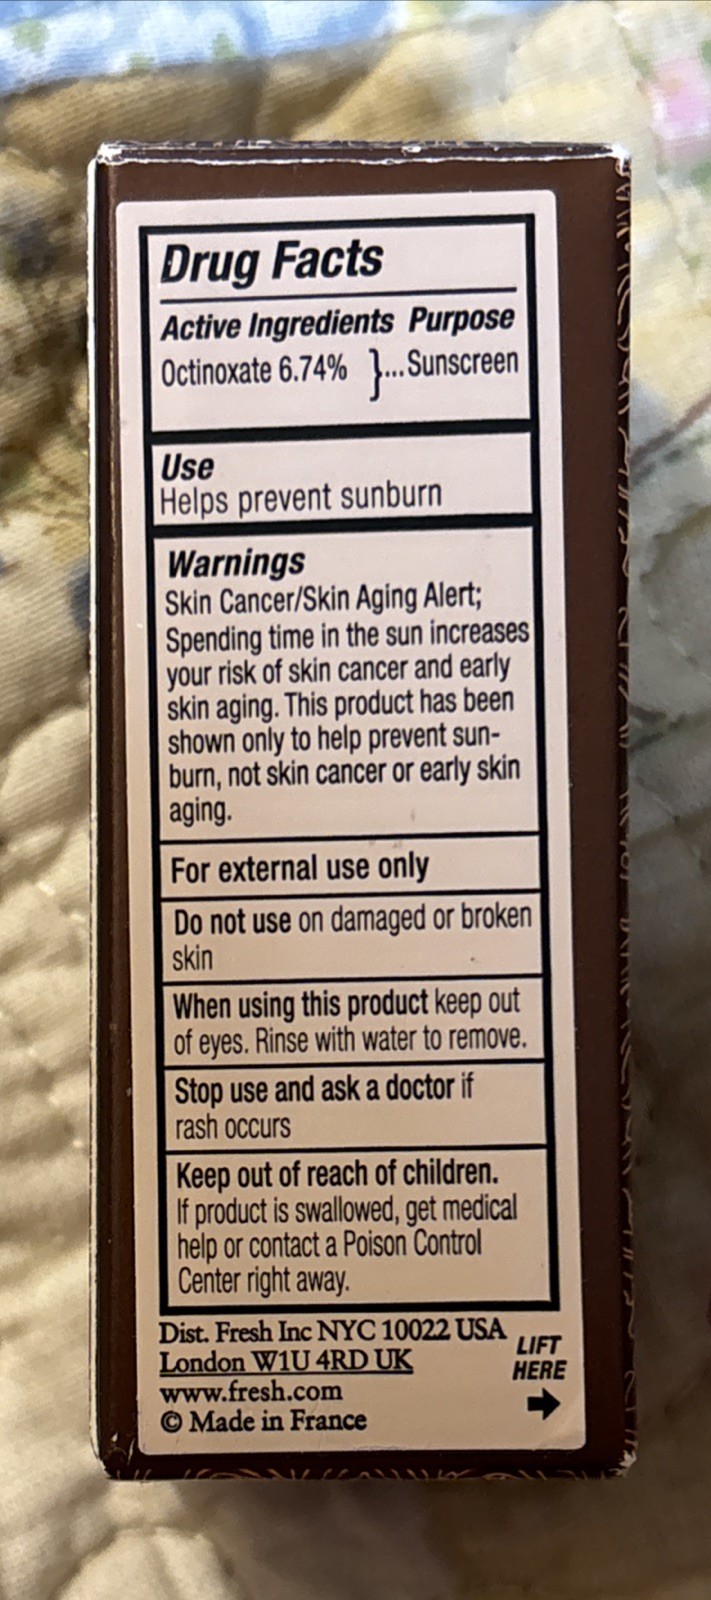 Drug Facts
Active Ingredients Purpose
Octinoxate 6.74% }...Sunscreen
Use
Helps prevent sunburn
Warnings
Skin Cancer/Skin Aging Alert;
Spending time in the sun increases
your risk of skin cancer and early
skin aging. This product has been
shown only to help prevent sun-
burn, not skin cancer or early skin
aging.
For external use only
Do not use on damaged or broken
skin
When using this product keep out
of eyes. Rinse with water to remove.
Stop use and ask a doctor if
rash occurs
Keep out of reach of children.
If product is swallowed, get medical
help or contact a Poison Control
Center right away.
Dist. Fresh Inc NYC 10022 USA
London W1U 4RD UK
www.fresh.com
© Made in France
LIFT
HERE
→